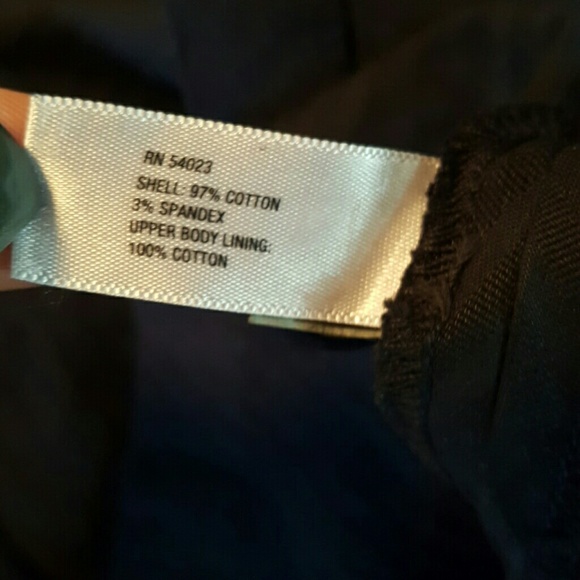 RN 54023
SHELL: 97% COTTON
3% SPANDEX
UPPER BODY LINING:
100% COTTON